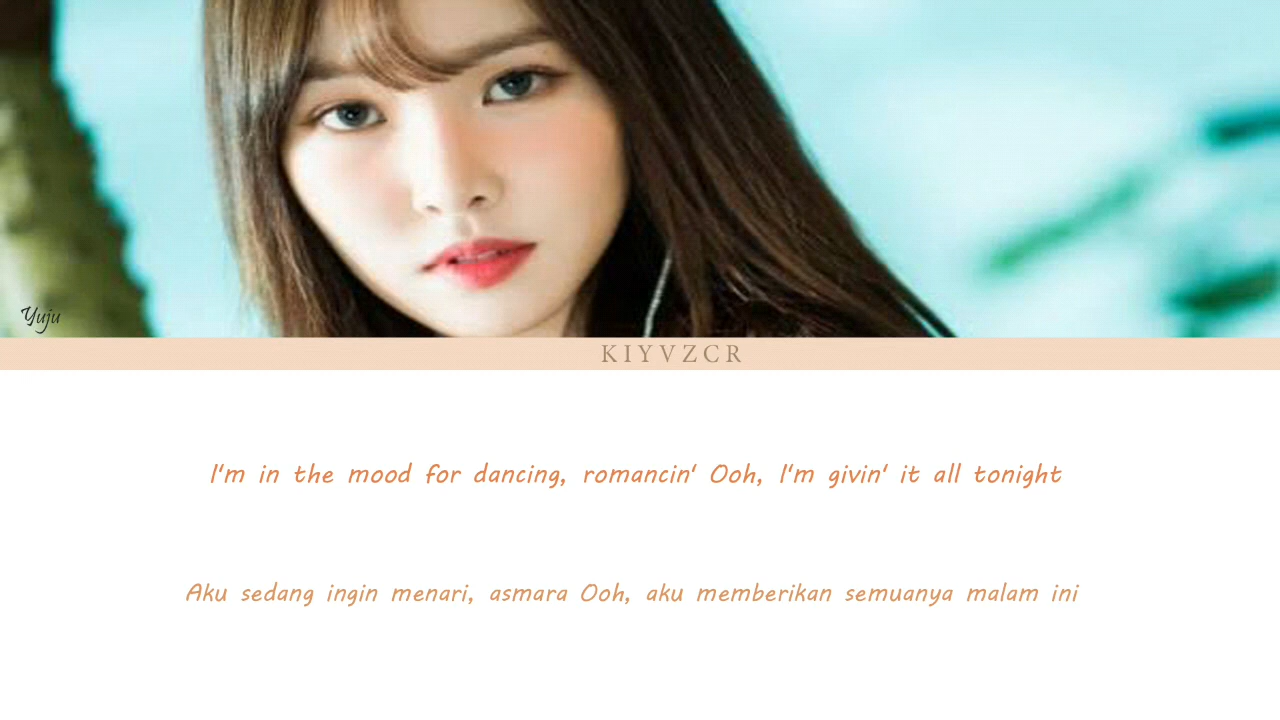 Yuju
KIYVZCR
I'm in the mood for dancing, romancin' Ooh, I'm givin' it all tonight
Aku sedang ingin menari, asmara Ooh, aku memberikan semuanya malam ini